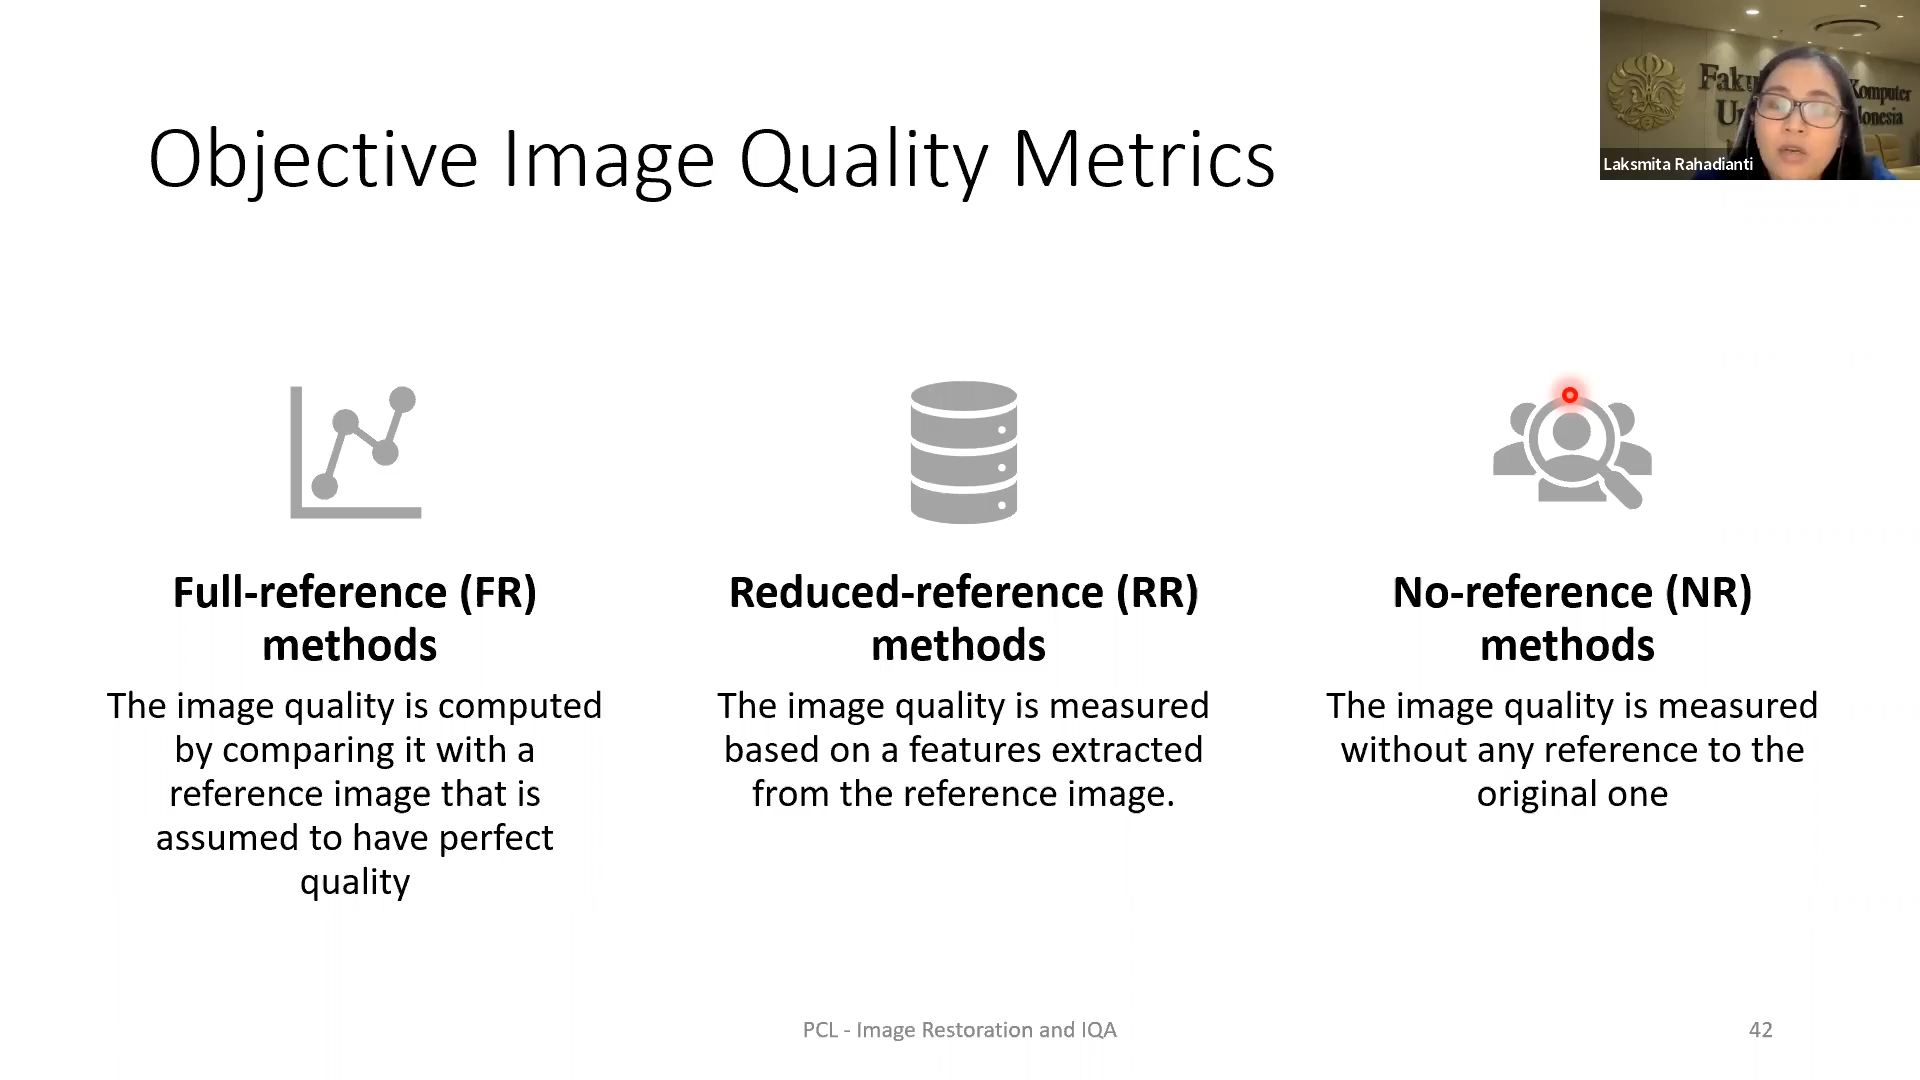 Objective Image Quality Metrics
Laksmita Rahadianti
Full-reference (FR)
methods
The image quality is computed
by comparing it with a
reference image that is
assumed to have perfect
quality
Reduced-reference (RR)
methods
The image quality is measured
based on a features extracted
from the reference image.
No-reference (NR)
methods
The image quality is measured
without any reference to the
original one
PCL - Image Restoration and IQA
42